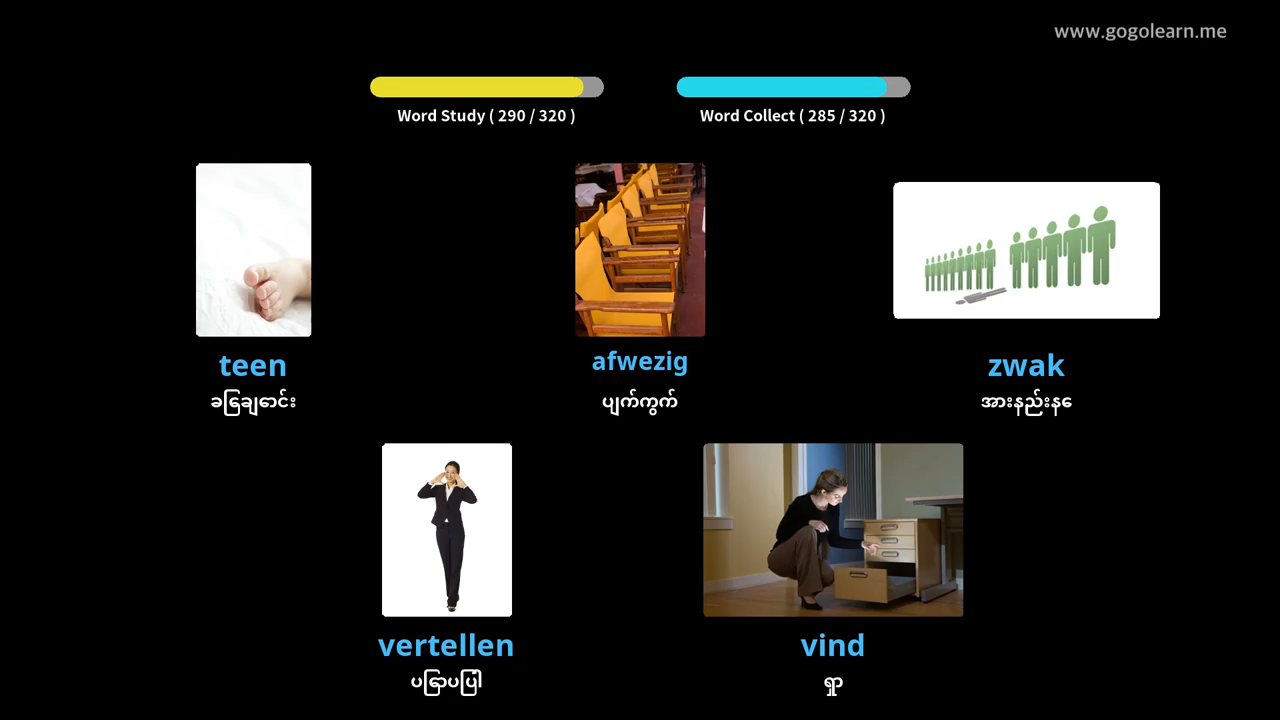 www.gogolearn.me
Word Study ( 290 / 320 )
Word Collect ( 285 / 320 )
teen
afwezig
zwak
ခြေချောင်း
ပျက်ကွက်
အားနည်းနေ
vertellen
vind
ပြောပြပါ
ရှာ